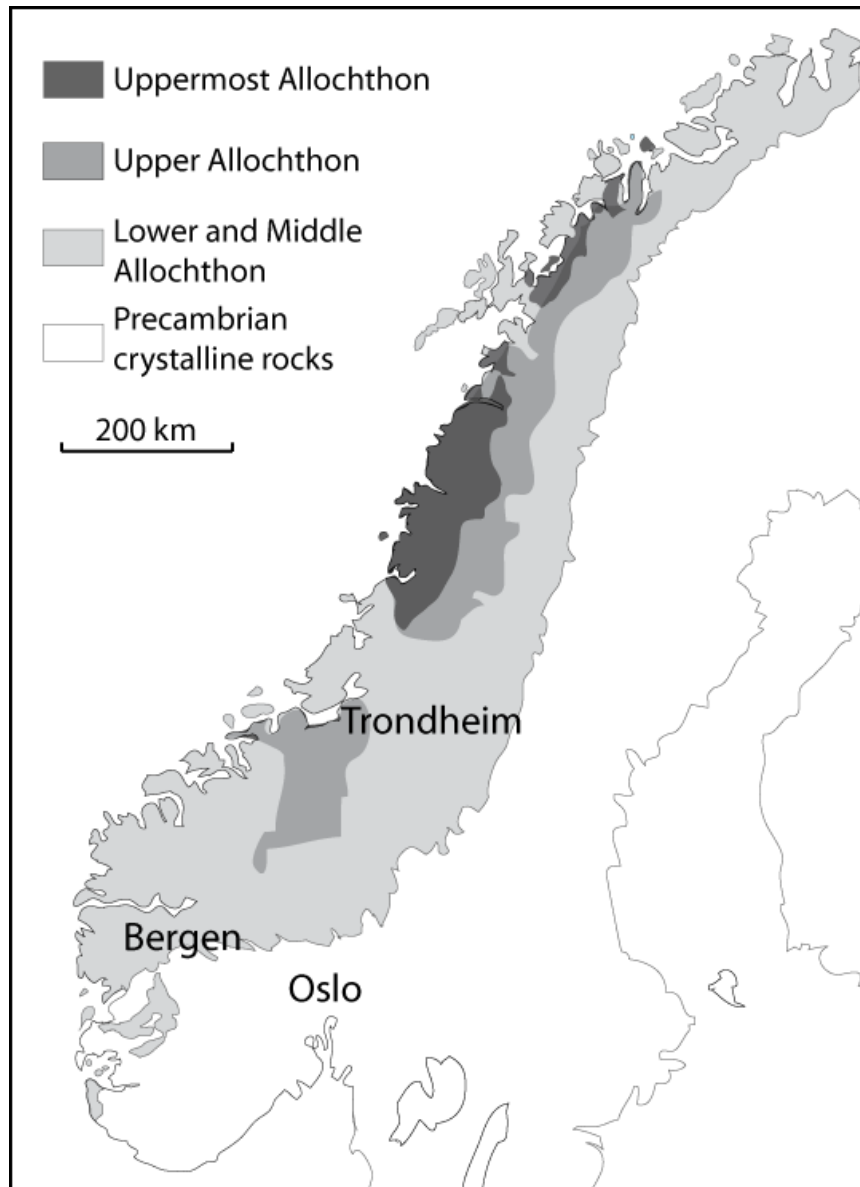 Uppermost Allochthon
Upper Allochthon
Lower and Middle
Allochthon
Precambrian
crystalline rocks
200 km
Trondheim
Bergen
Oslo